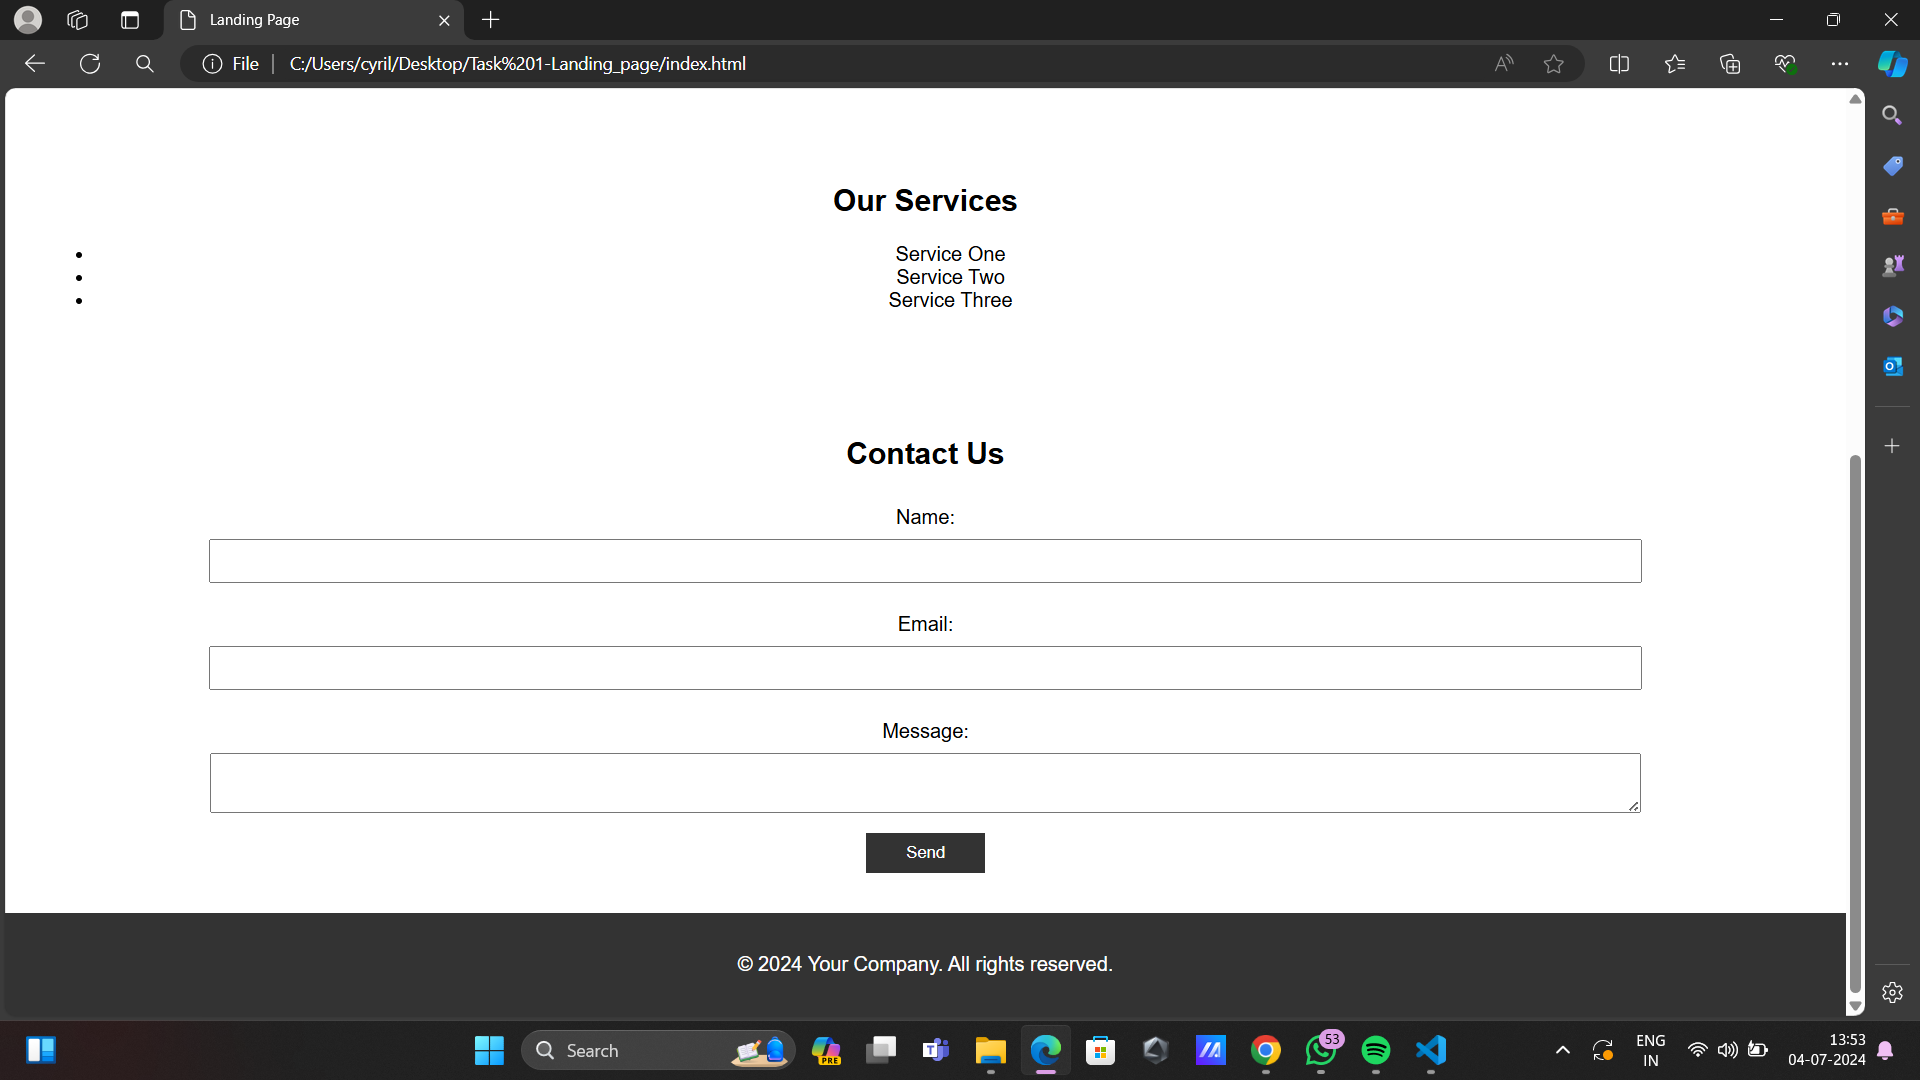 Landing Page
File
C:/Users/cyril/Desktop/Task%201-Landing_page/index.html
Our Services
• Service One
• Service Two
• Service Three
Contact Us
Name:
Email:
Message:
Send
© 2024 Your Company. All rights reserved.
Search
PRE
53
ENG
IN
13:53
04-07-2024